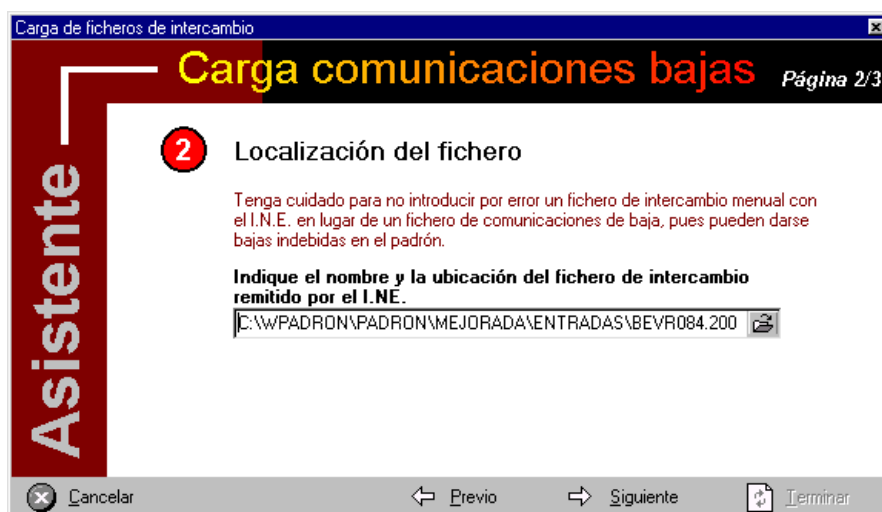 Carga de ficheros de intercambio
Carga comunicaciones bajas
Página 2/3
Asistente
2
Localización del fichero
Tenga cuidado para no introducir por error un fichero de intercambio menual con
el I.N.E. en lugar de un fichero de comunicaciones de baja, pues pueden darse
bajas indebidas en el padrón.
Indique el nombre y la ubicación del fichero de intercambio
remitido por el I.NE.
C:\WPADRON\PADRON\MEJORADA\ENTRADAS\BEVR084.200
Cancelar
Previo
Siguiente
Terminar